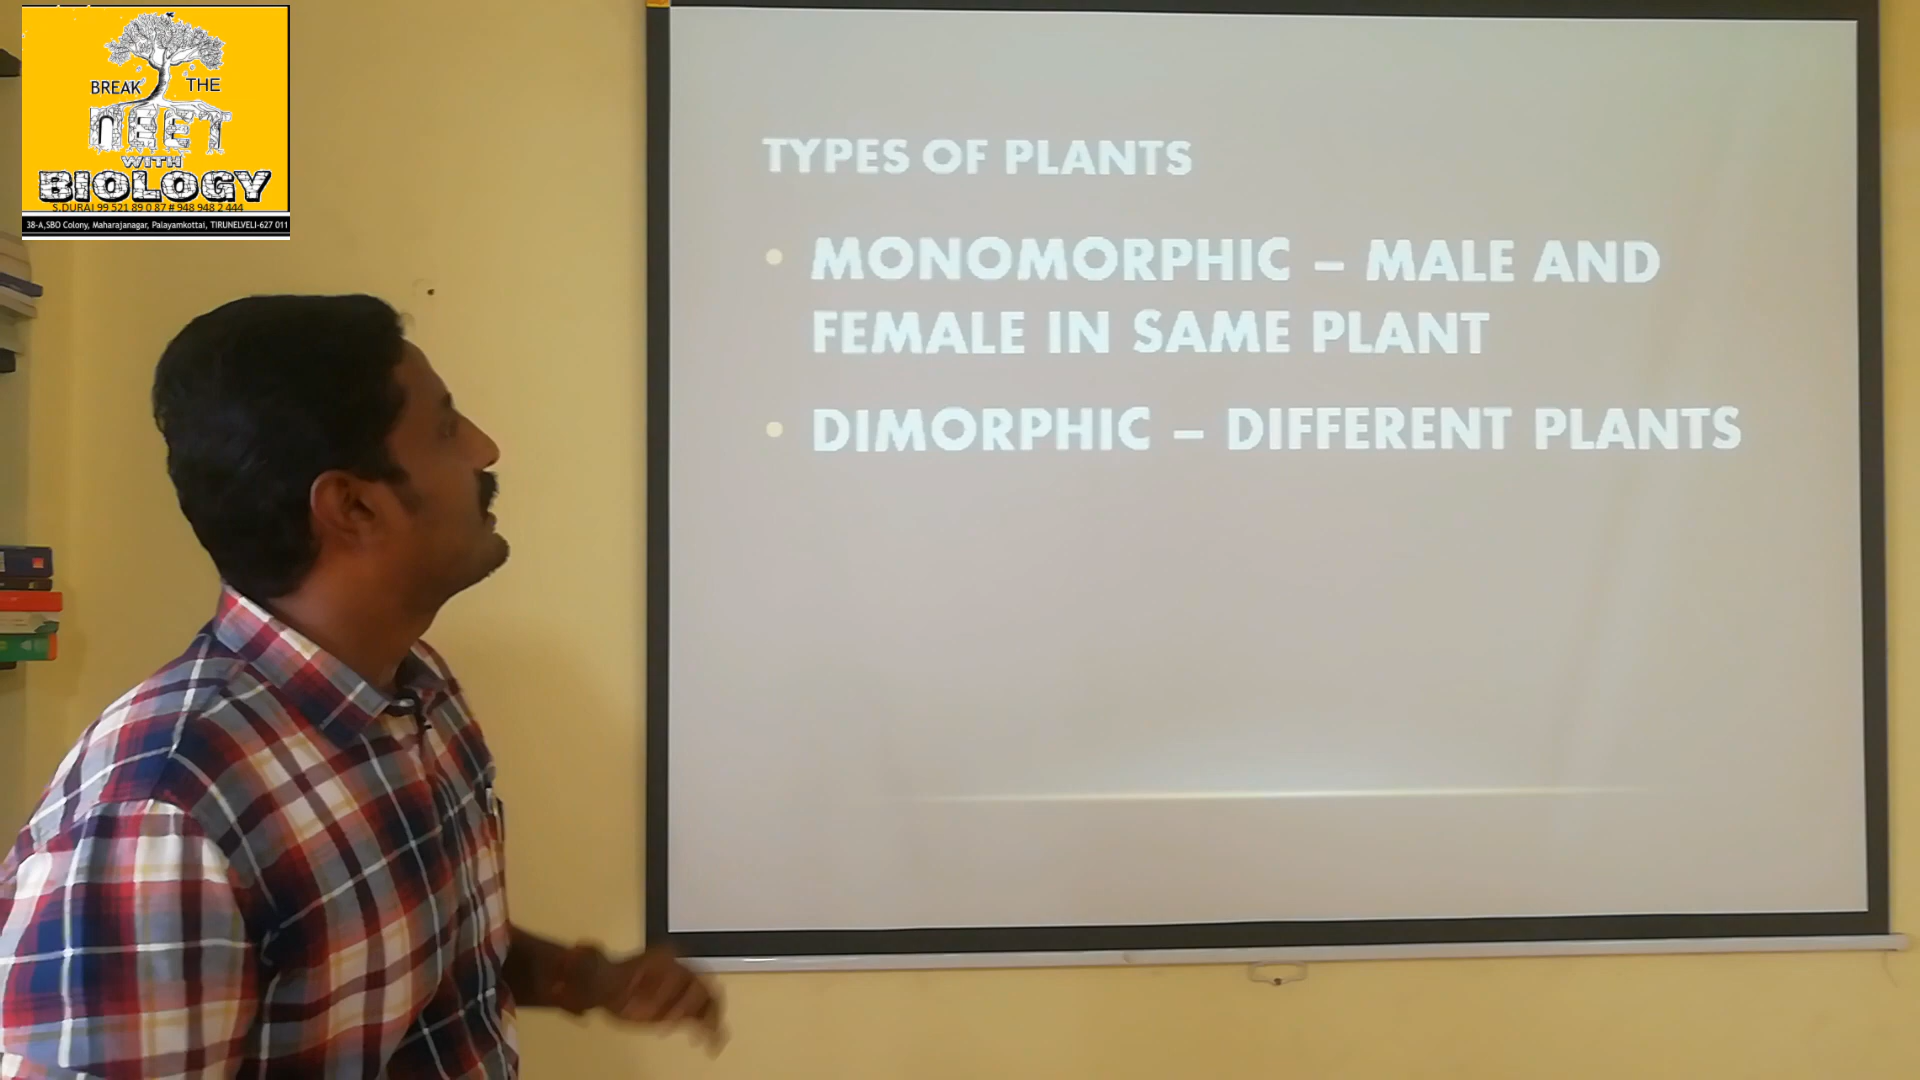 BREAK THE
NEET
WITH
BIOLOGY
S.DURAI 99 521 89 0 87 # 948 948 2 444
38-A,SBO Colony, Maharajanagar, Palayamkottai, TIRUNELVELI-627 011
TYPES OF PLANTS
• MONOMORPHIC – MALE AND
FEMALE IN SAME PLANT
• DIMORPHIC – DIFFERENT PLANTS